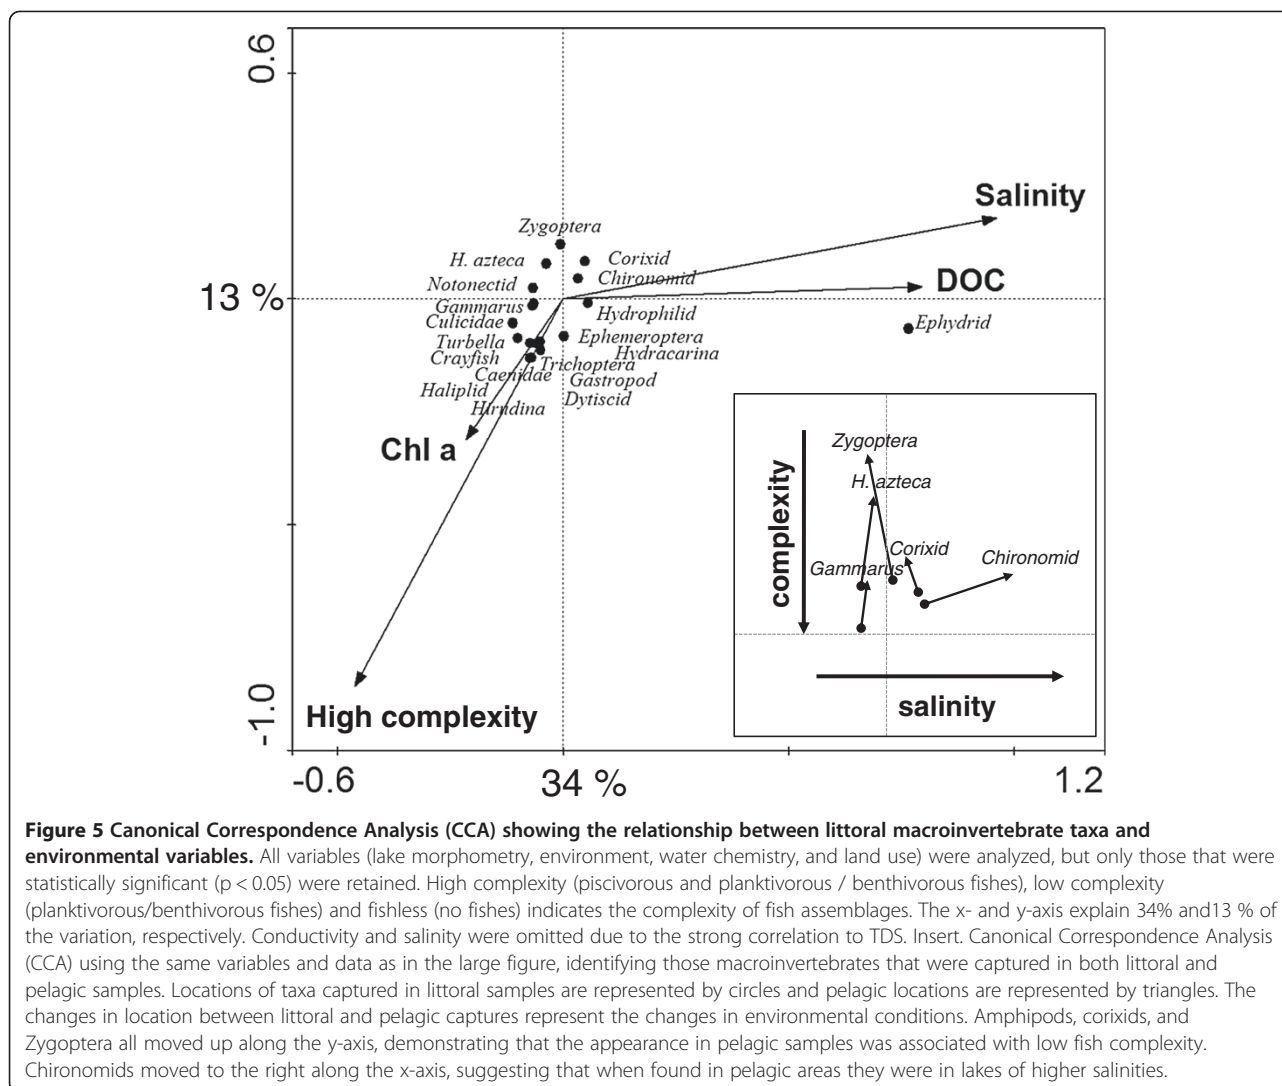 0.6
Salinity
Zygoptera
H. azteca
Corixid
Chironomid
Notonectid
DOC
13 %
Gammarus
Hydrophilid
Culicidae
Ephydrid
Turbella
Ephemeroptera
Hydracarina
Crayfish
Trichoptera
Caenidae
Gastropod
Haliplid
Dytiscid
Hirudina
Chl a
Zygoptera
H. azteca
complexity
Corixid
Chironomid
Gammarus
salinity
High complexity
-1.0
-0.6
34 %
1.2
Figure 5 Canonical Correspondence Analysis (CCA) showing the relationship between littoral macroinvertebrate taxa and
environmental variables. All variables (lake morphometry, environment, water chemistry, and land use) were analyzed, but only those that were
statistically significant (p < 0.05) were retained. High complexity (piscivorous and planktivorous / benthivorous fishes), low complexity
(planktivorous/benthivorous fishes) and fishless (no fishes) indicates the complexity of fish assemblages. The x- and y-axis explain 34% and13 % of
the variation, respectively. Conductivity and salinity were omitted due to the strong correlation to TDS. Insert. Canonical Correspondence Analysis
(CCA) using the same variables and data as in the large figure, identifying those macroinvertebrates that were captured in both littoral and
pelagic samples. Locations of taxa captured in littoral samples are represented by circles and pelagic locations are represented by triangles. The
changes in location between littoral and pelagic captures represent the changes in environmental conditions. Amphipods, corixids, and
Zygoptera all moved up along the y-axis, demonstrating that the appearance in pelagic samples was associated with low fish complexity.
Chironomids moved to the right along the x-axis, suggesting that when found in pelagic areas they were in lakes of higher salinities.